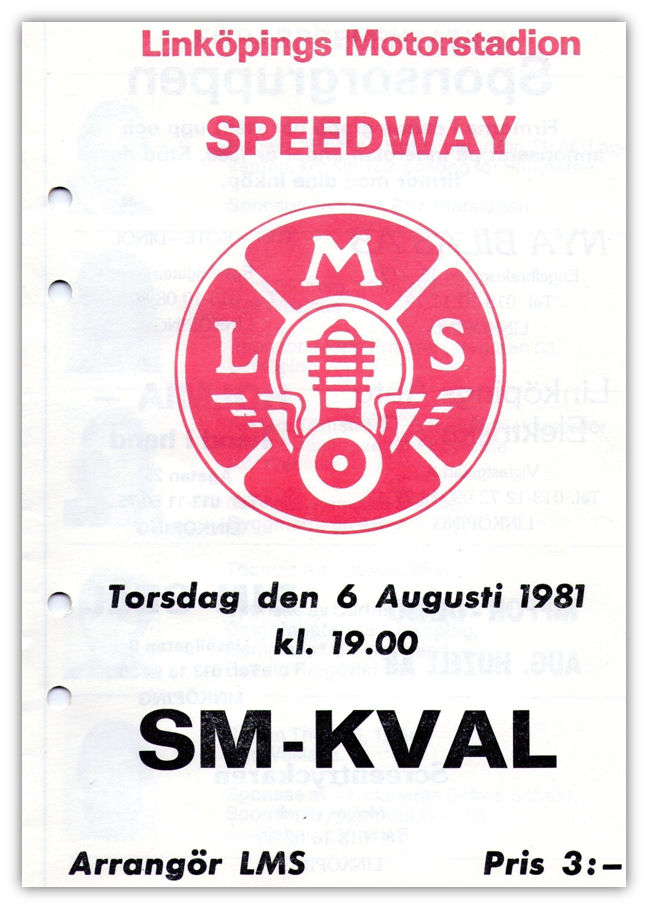 Linköpings Motorstadion
SPEEDWAY
M
L S
Torsdag den 6 Augusti 1981
kl. 19.00
SM-KVAL
Arrangör LMS Pris 3:–